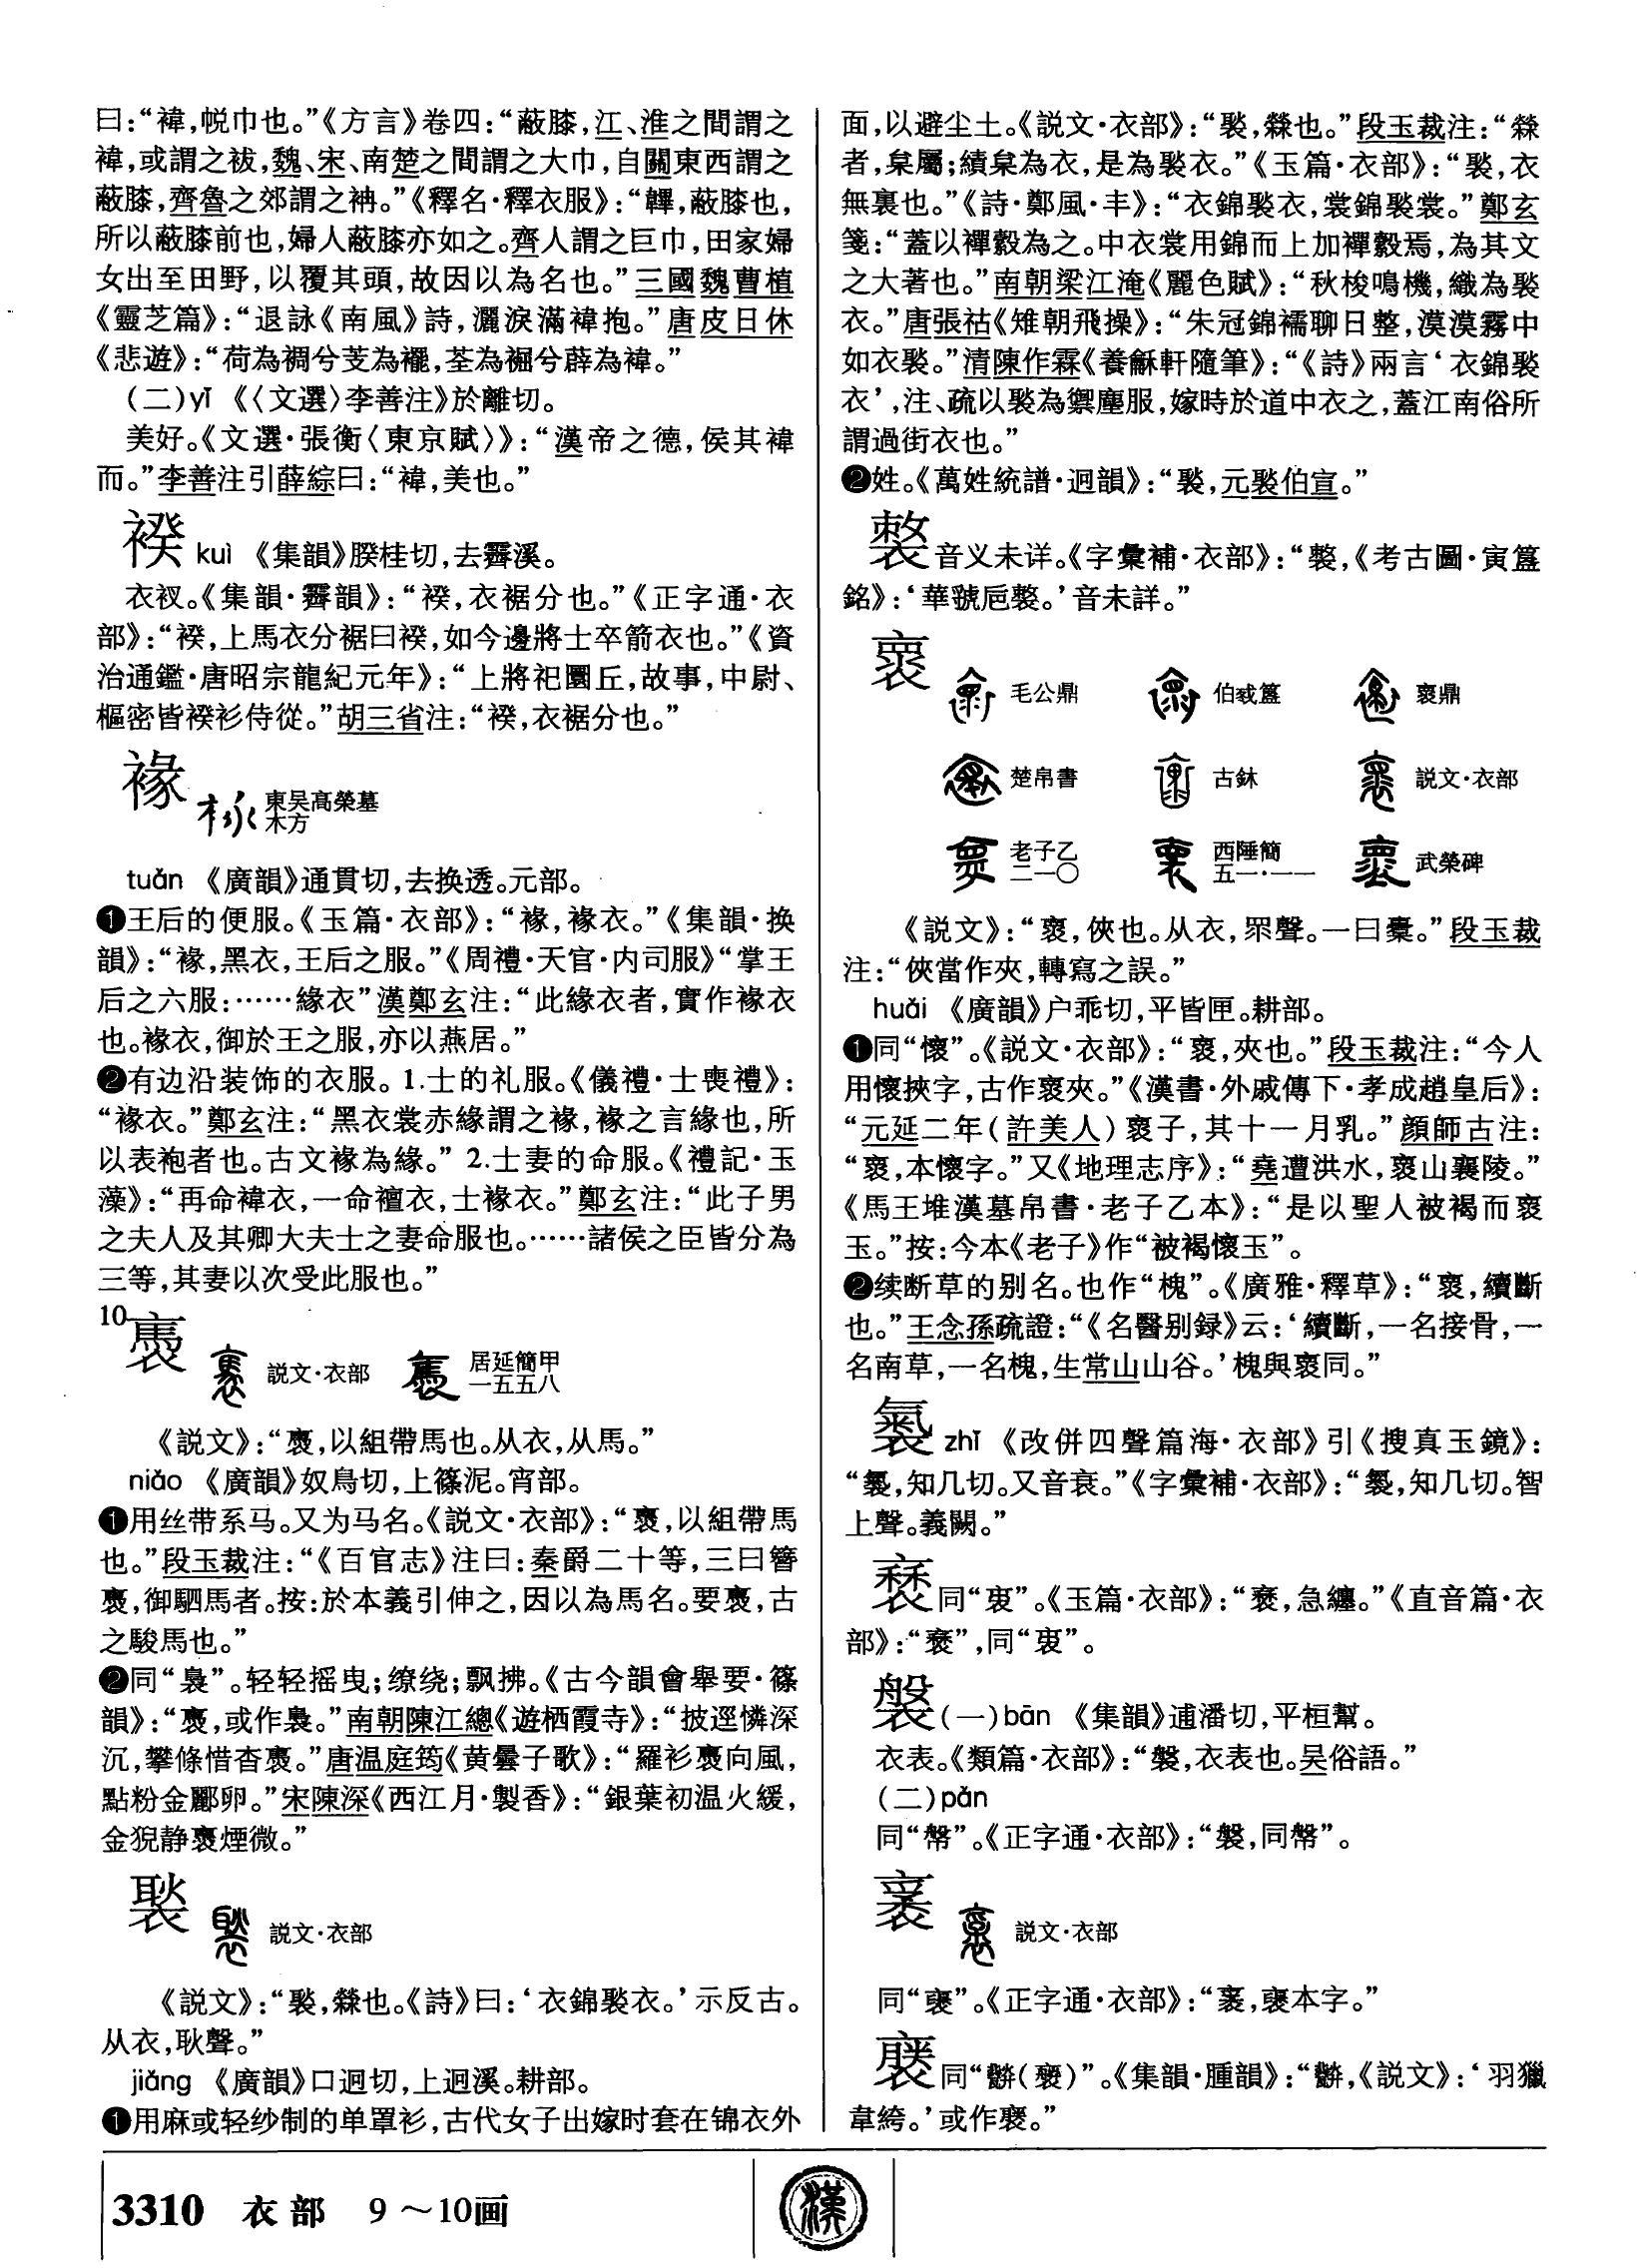 曰：“褘，帨巾也。”《方言》卷四：“蔽膝，江、淮之間謂之
褘，或謂之祓，魏、宋、南楚之間謂之大巾，自關東西謂之
蔽膝，齊魯之郊謂之袡。”《釋名·釋衣服》：“韠，蔽膝也，
所以蔽膝前也，婦人蔽膝亦如之。齊人謂之巨巾，田家婦
女出至田野，以覆其頭，故因以為名也。”三國魏曹植
《靈芝篇》：“退詠《南風》詩，灑淚滿褘抱。”唐皮日休
《悲遊》：“荷為裯兮芰為䙱，荃為裾兮薜為褘。”
(二)yī 《〈文選〉李善注》於離切。
美好。《文選·張衡〈東京賦〉》：“漢帝之德，侯其褘
而。”李善注引薛綜曰：“褘，美也。”
䙆 kuì 《集韻》睽桂切，去霽溪。
衣衩。《集韻·霽韻》：“䙆，衣裾分也。”《正字通·衣
部》：“䙆，上馬衣分裾曰䙆，如今邊將士卒箭衣也。”《資
治通鑑·唐昭宗龍紀元年》：“上將祀圜丘，故事，中尉、
樞密皆䙆衫侍從。”胡三省注：“䙆，衣裾分也。”
褖
東吴高榮墓
木方
tuàn 《廣韻》通貫切，去换透。元部。
❶王后的便服。《玉篇·衣部》：“褖，褖衣。”《集韻·换
韻》：“褖，黑衣，王后之服。”《周禮·天官·内司服》“掌王
后之六服：……緣衣”漢鄭玄注：“此緣衣者，實作褖衣
也。褖衣，御於王之服，亦以燕居。”
❷有边沿装饰的衣服。1.士的礼服。《儀禮·士喪禮》：
“褖衣。”鄭玄注：“黑衣裳赤緣謂之褖，褖之言緣也，所
以表袍者也。古文褖為緣。”2.士妻的命服。《禮記·玉
藻》：“再命褘衣，一命襢衣，士褖衣。”鄭玄注：“此子男
之夫人及其卿大夫士之妻命服也。……諸侯之臣皆分為
三等，其妻以次受此服也。”
10
褭 説文·衣部 居延簡甲
一五五八
《説文》：“褭，以組帶馬也。从衣，从馬。”
niǎo 《廣韻》奴鳥切，上篠泥。宵部。
❶用丝带系马。又为马名。《説文·衣部》：“褭，以組帶馬
也。”段玉裁注：“《百官志》注曰：秦爵二十等，三曰簪
褭，御駟馬者。按：於本義引伸之，因以為馬名。要褭，古
之駿馬也。”
❷同“裊”。轻轻摇曳；缭绕；飘拂。《古今韻會舉要·篠
韻》：“褭，或作裊。”南朝陳江總《遊栖霞寺》：“披逕憐深
沉，攀條惜杳褭。”唐温庭筠《黄曇子歌》：“羅衫褭向風，
點粉金鸝卵。”宋陳深《西江月·製香》：“銀葉初温火緩，
金猊静褭煙微。”
褧
説文·衣部
《説文》：“褧，檾也。《詩》曰：‘衣錦褧衣。’示反古。
从衣，耿聲。”
jiǒng 《廣韻》口迥切，上迥溪。耕部。
❶用麻或轻纱制的单罩衫，古代女子出嫁时套在锦衣外
面，以避尘土。《説文·衣部》：“褧，檾也。”段玉裁注：“檾
者，枲屬；績枲為衣，是為褧衣。”《玉篇·衣部》：“褧，衣
無裏也。”《詩·鄭風·丰》：“衣錦褧衣，裳錦褧裳。”鄭玄
箋：“蓋以襌縠為之。中衣裳用錦而上加襌縠焉，為其文
之大著也。”南朝梁江淹《麗色賦》：“秋梭鳴機，織為褧
衣。”唐張祜《雉朝飛操》：“朱冠錦襦聊日整，漠漠霧中
如衣褧。”清陳作霖《養龢軒隨筆》：“《詩》兩言‘衣錦褧
衣’，注、疏以褧為禦塵服，嫁時於道中衣之，蓋江南俗所
謂過街衣也。”
❷姓。《萬姓統譜·迥韻》：“褧，元褧伯宣。”
音义未详。《字彙補·衣部》：“，《考古圖·寅簋
銘》：‘華虢巵。’音未詳。”
褱
毛公鼎 伯㦰簋 褱鼎
楚帛書 古鉥 説文·衣部
老子乙
二一〇
西陲簡
五一·一一
武榮碑
《説文》：“褱，俠也。从衣，眔聲。一曰橐。”段玉裁
注：“俠當作夾，轉寫之誤。”
huái 《廣韻》户乖切，平皆匣。耕部。
❶同“懷”。《説文·衣部》：“褱，夾也。”段玉裁注：“今人
用懷挾字，古作褱夾。”《漢書·外戚傳下·孝成趙皇后》：
“元延二年（許美人）褱子，其十一月乳。”顔師古注：
“褱，本懷字。”又《地理志序》：“堯遭洪水，褱山襄陵。”
《馬王堆漢墓帛書·老子乙本》：“是以聖人被褐而褱
玉。”按：今本《老子》作“被褐懷玉”。
❷续断草的别名。也作“槐”。《廣雅·釋草》：“褱，續斷
也。”王念孫疏證：“《名醫别録》云：‘續斷，一名接骨，一
名南草，一名槐，生常山山谷。’槐與褱同。”
zhǐ 《改併四聲篇海·衣部》引《搜真玉鏡》：
“，知几切。又音衰。”《字彙補·衣部》：“，知几切。智
上聲。義闕。”
同“”。《玉篇·衣部》：“，急纏。”《直音篇·衣
部》：“”，同“”。
(一)bān 《集韻》逋潘切，平桓幫。
衣表。《類篇·衣部》：“，衣表也。吴俗語。”
(二)pán
同“幋”。《正字通·衣部》：“，同幋”。
説文·衣部
同“”。《正字通·衣部》：“，本字。”
同“（）”。《集韻·腫韻》：“，《説文》：‘羽獵
韋絝。’或作。”
3310 衣部 9～10画
漢